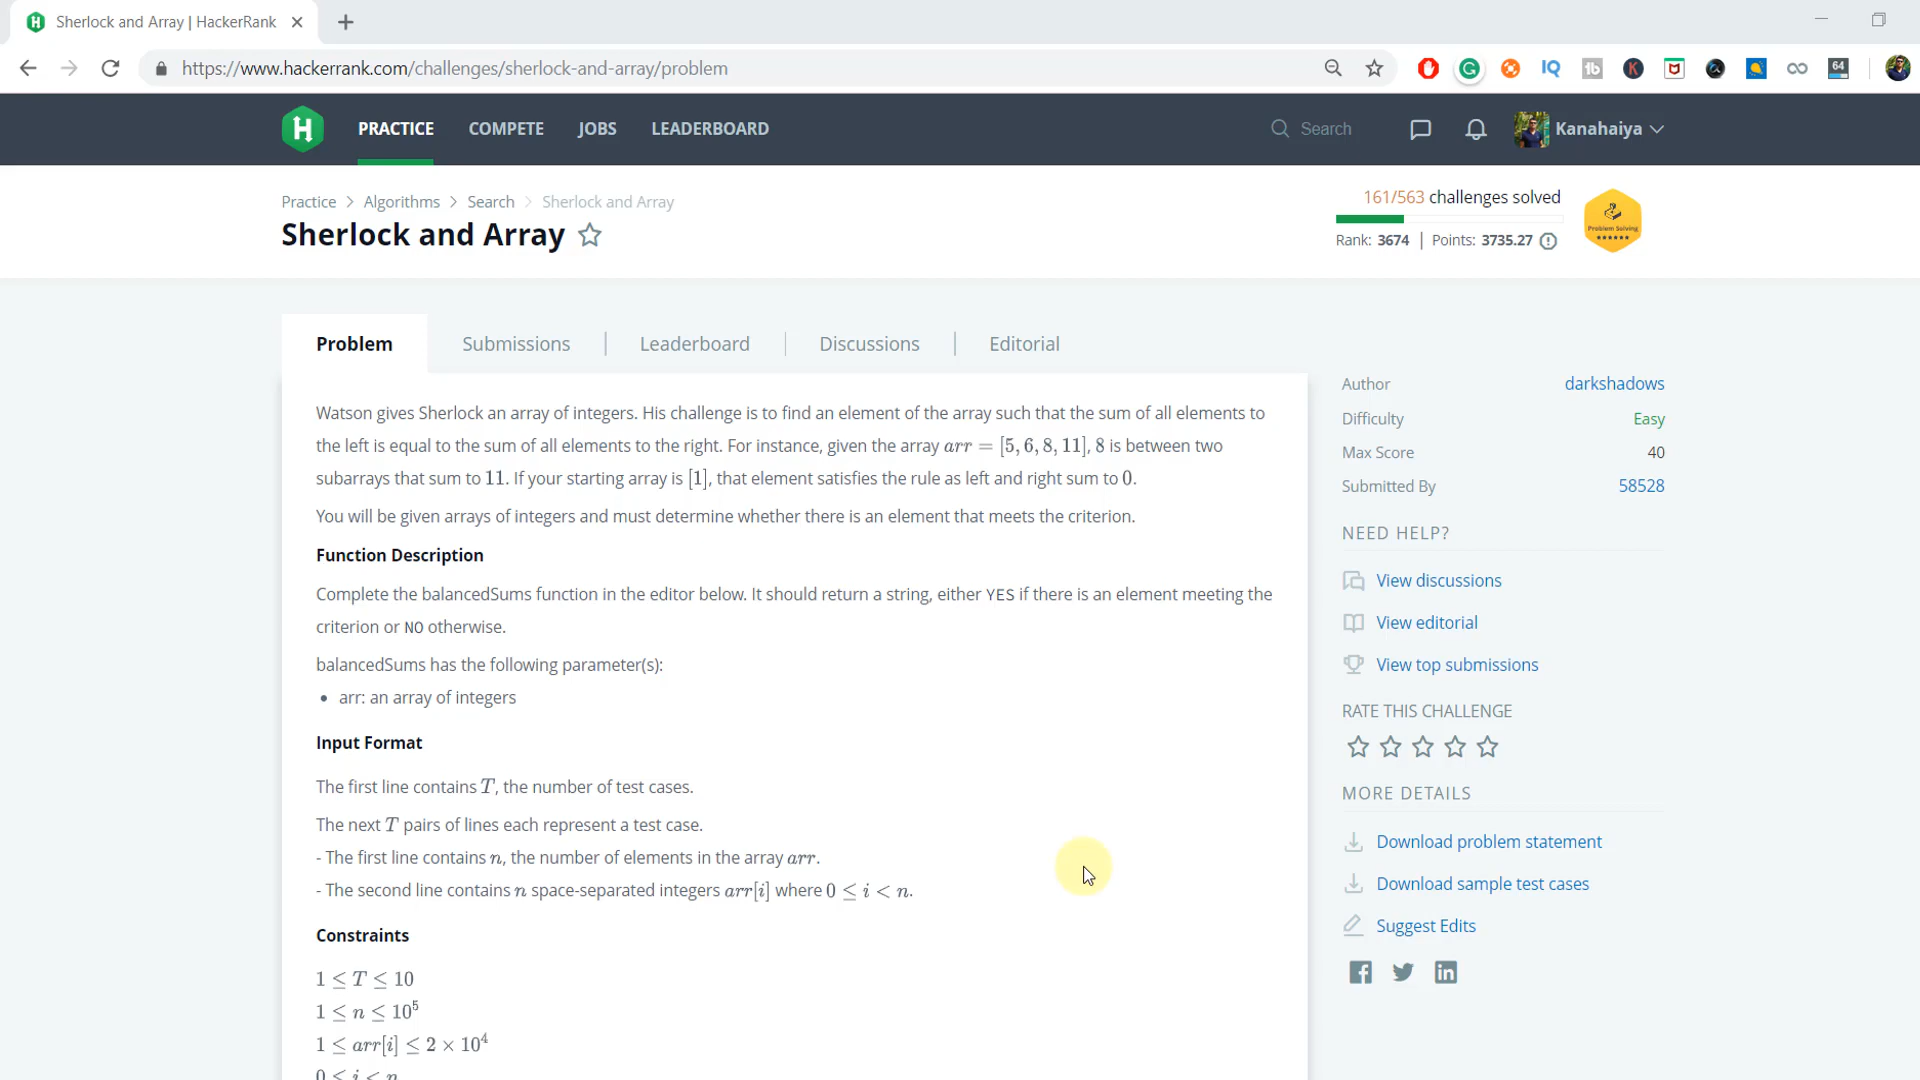 Sherlock and Array | HackerRank
https://www.hackerrank.com/challenges/sherlock-and-array/problem
IQ
tb
K
64
H
PRACTICE
COMPETE
JOBS
LEADERBOARD
Search
Kanahaiya
Practice > Algorithms > Search > Sherlock and Array
161/563 challenges solved
Sherlock and Array
Rank: 3674 | Points: 3735.27
Problem Solving
Problem
Submissions
Leaderboard
Discussions
Editorial
Watson gives Sherlock an array of integers. His challenge is to find an element of the array such that the sum of all elements to
the left is equal to the sum of all elements to the right. For instance, given the array arr = [5, 6, 8, 11], 8 is between two
subarrays that sum to 11. If your starting array is [1], that element satisfies the rule as left and right sum to 0.
You will be given arrays of integers and must determine whether there is an element that meets the criterion.
Function Description
Complete the balancedSums function in the editor below. It should return a string, either YES if there is an element meeting the
criterion or NO otherwise.
balancedSums has the following parameter(s):
• arr: an array of integers
Input Format
The first line contains T, the number of test cases.
The next T pairs of lines each represent a test case.
- The first line contains n, the number of elements in the array arr.
- The second line contains n space-separated integers arr[i] where 0 ≤ i < n.
Constraints
1 ≤ T ≤ 10
1 ≤ n ≤ 10⁵
1 ≤ arr[i] ≤ 2 × 10⁴
0 ≤ i < n
Author darkshadows
Difficulty Easy
Max Score 40
Submitted By 58528
NEED HELP?
View discussions
View editorial
View top submissions
RATE THIS CHALLENGE
MORE DETAILS
Download problem statement
Download sample test cases
Suggest Edits